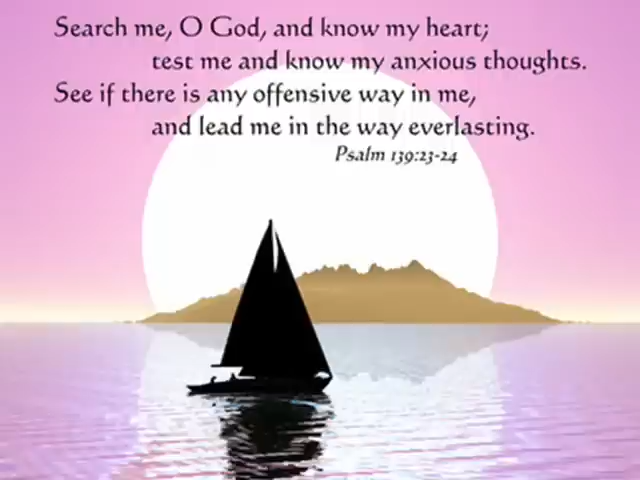 Search me, O God, and know my heart;
test me and know my anxious thoughts.
See if there is any offensive way in me,
and lead me in the way everlasting.
Psalm 139:23-24